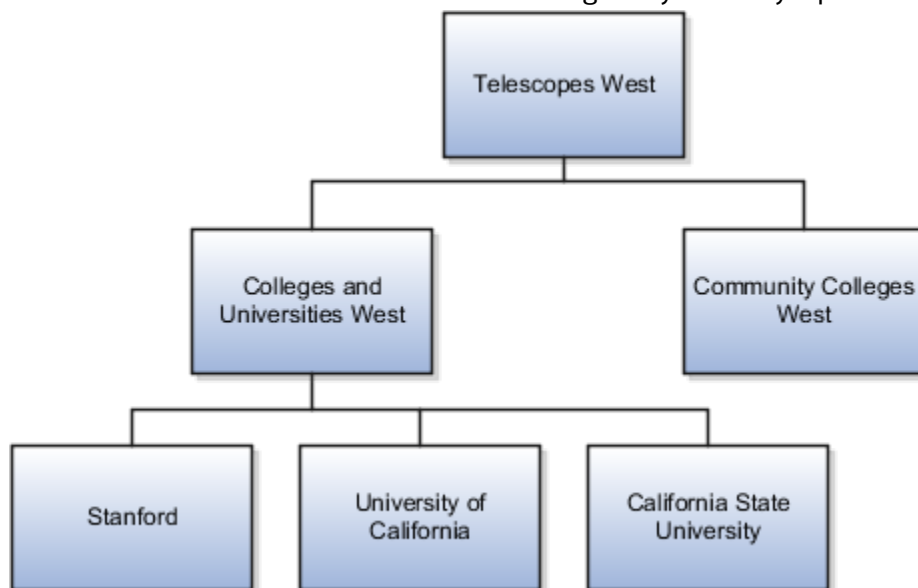 Telescopes West
Colleges and
Universities West
Community Colleges
West
Stanford
University of
California
California State
University